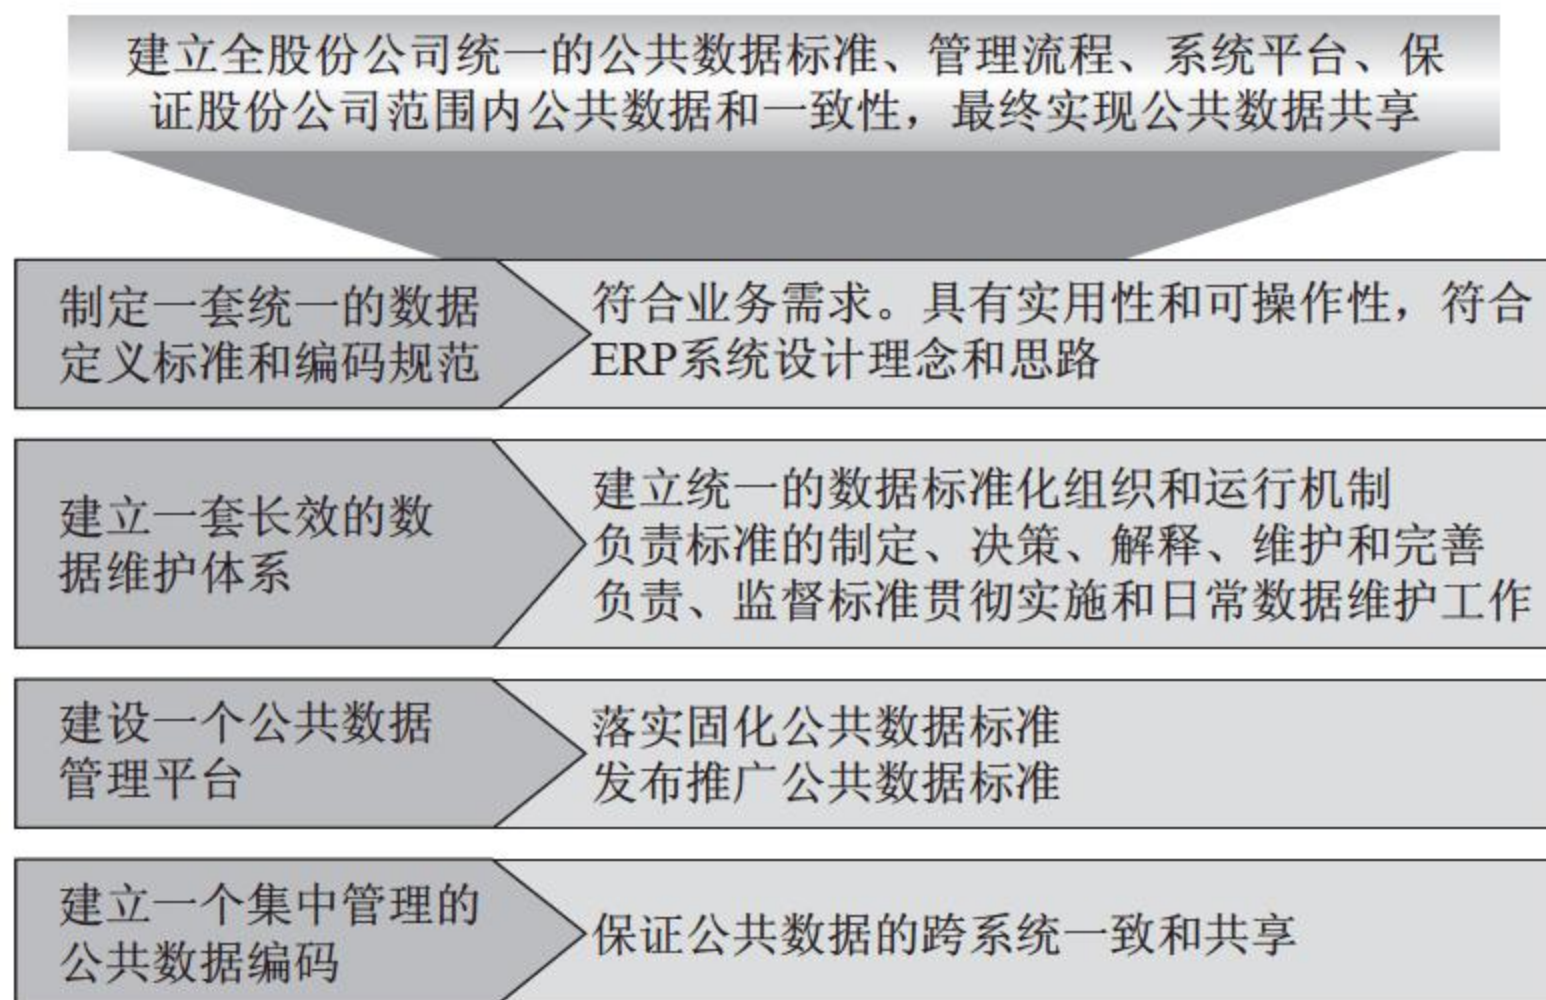 建立全股份公司统一的公共数据标准、管理流程、系统平台、保
证股份公司范围内公共数据和一致性，最终实现公共数据共享
制定一套统一的数据
定义标准和编码规范
符合业务需求。具有实用性和可操作性，符合
ERP系统设计理念和思路
建立一套长效的数
据维护体系
建立统一的数据标准化组织和运行机制
负责标准的制定、决策、解释、维护和完善
负责、监督标准贯彻实施和日常数据维护工作
建设一个公共数据
管理平台
落实固化公共数据标准
发布推广公共数据标准
建立一个集中管理的
公共数据编码
保证公共数据的跨系统一致和共享